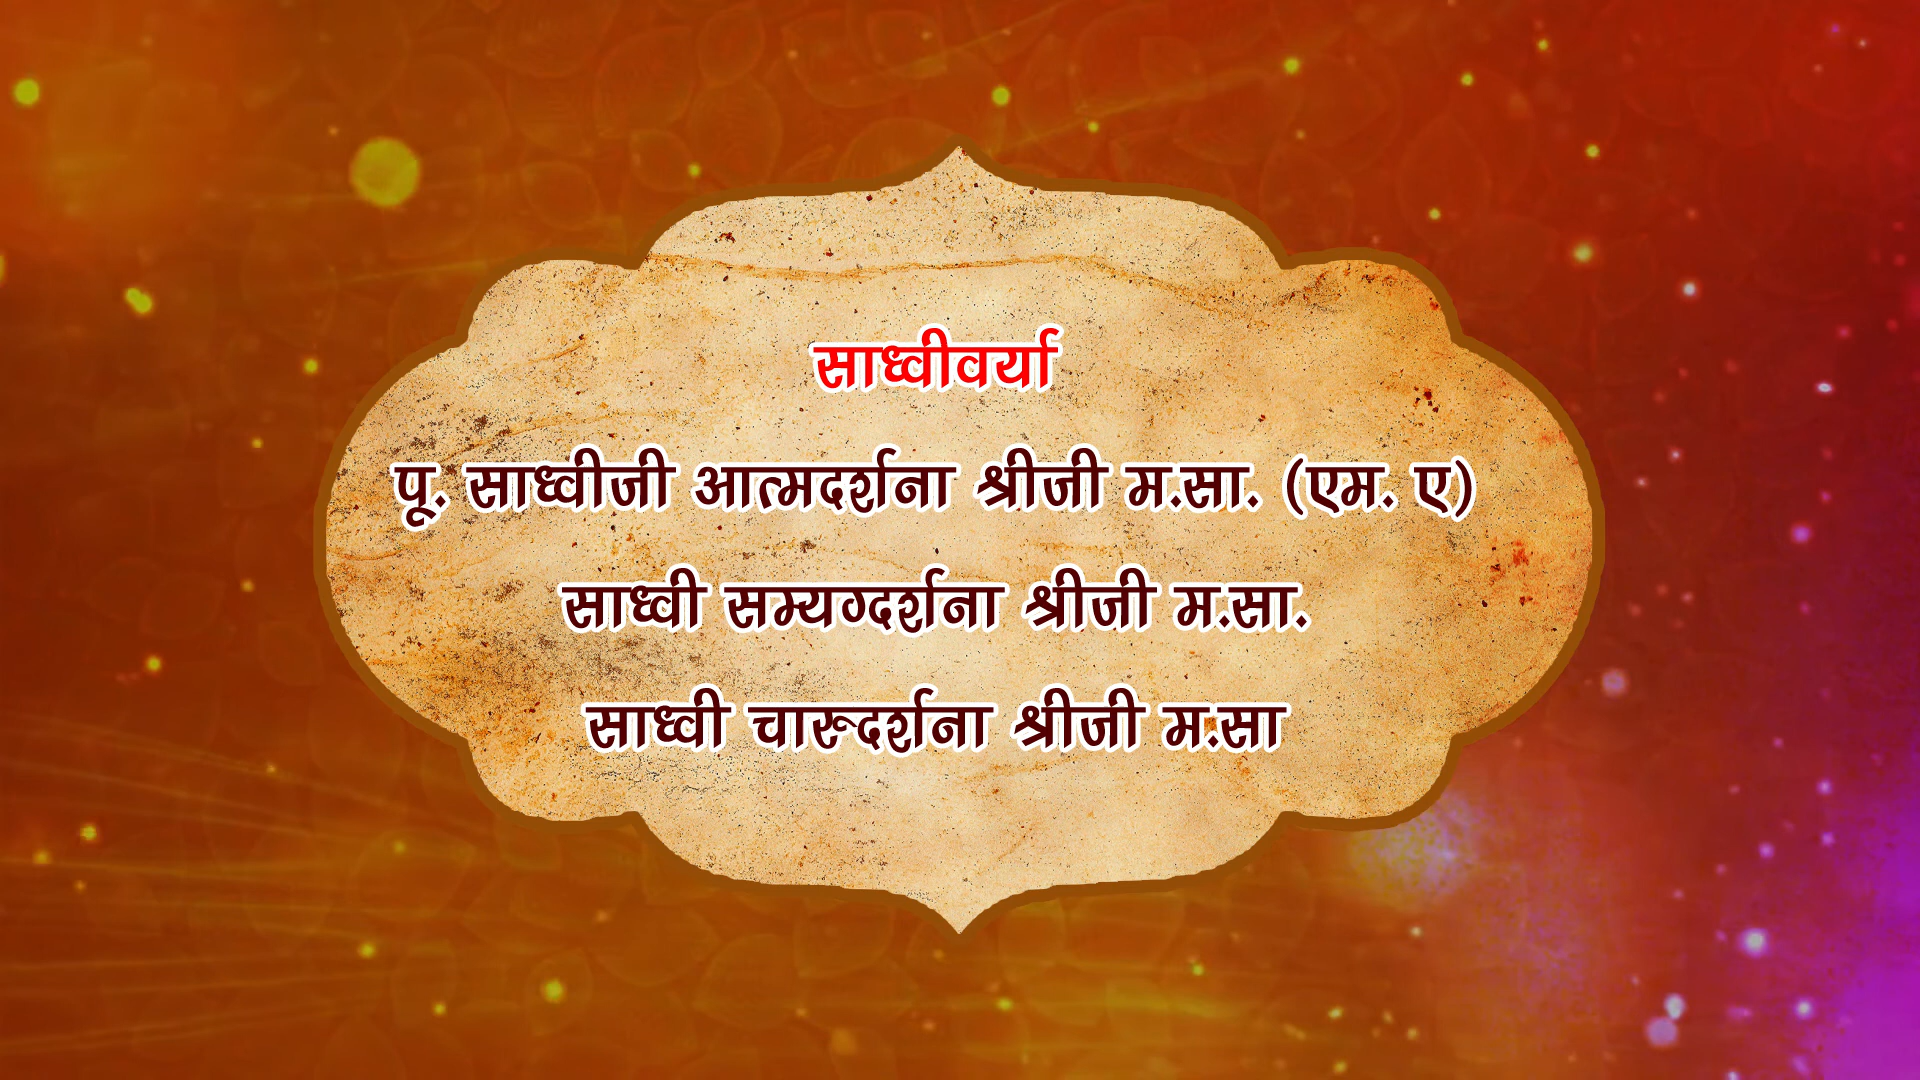 साध्वीवर्या
पू. साध्वीजी आत्मदर्शना श्रीजी म.सा. (एम. ए)
साध्वी सम्यग्दर्शना श्रीजी म.सा.
साध्वी चारूदर्शना श्रीजी म.सा